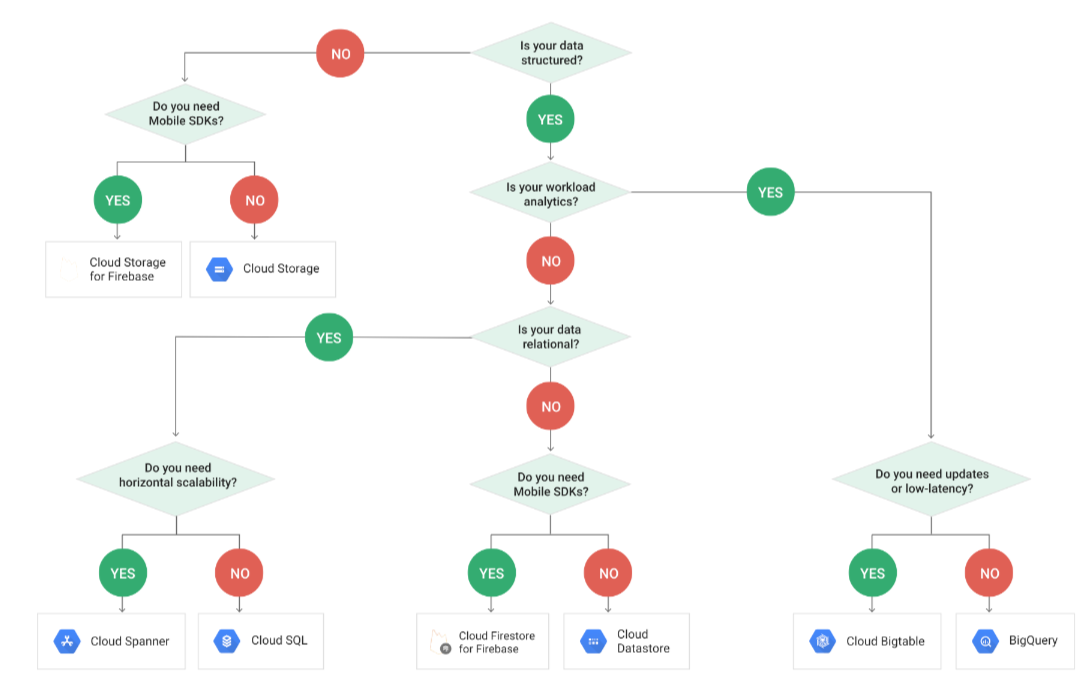 Is your data
structured?
NO
YES
Do you need
Mobile SDKs?
YES
NO
Cloud Storage
for Firebase
Cloud Storage
Is your workload
analytics?
YES
NO
Is your data
relational?
YES
NO
Do you need
horizontal scalability?
YES
NO
Cloud Spanner
Cloud SQL
Do you need
Mobile SDKs?
YES
NO
Cloud Firestore
for Firebase
Cloud
Datastore
Do you need updates
or low-latency?
YES
NO
Cloud Bigtable
BigQuery